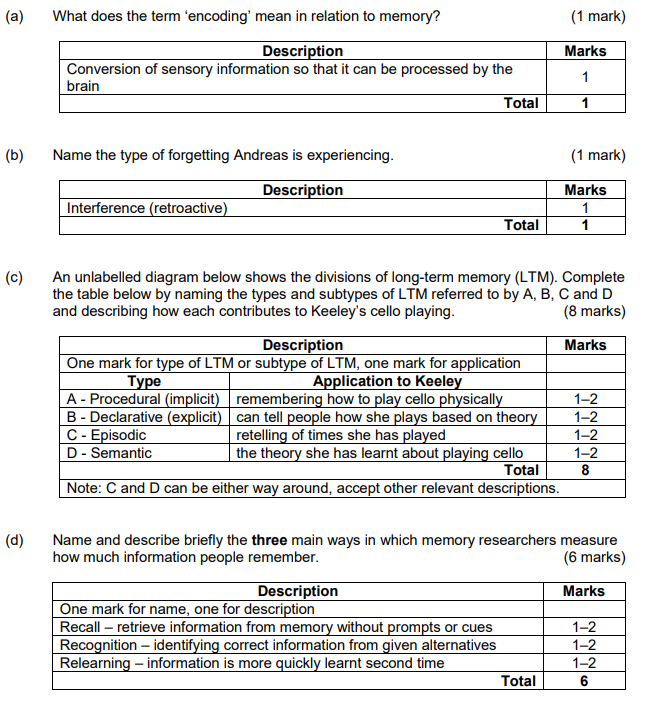 (a) What does the term ‘encoding’ mean in relation to memory? (1 mark)
Description Marks
Conversion of sensory information so that it can be processed by the
brain 1
Total 1
(b) Name the type of forgetting Andreas is experiencing. (1 mark)
Description Marks
Interference (retroactive) 1
Total 1
(c) An unlabelled diagram below shows the divisions of long-term memory (LTM). Complete
the table below by naming the types and subtypes of LTM referred to by A, B, C and D
and describing how each contributes to Keeley’s cello playing. (8 marks)
Description Marks
One mark for type of LTM or subtype of LTM, one mark for application
Type Application to Keeley
A - Procedural (implicit) remembering how to play cello physically 1–2
B - Declarative (explicit) can tell people how she plays based on theory 1–2
C - Episodic retelling of times she has played 1–2
D - Semantic the theory she has learnt about playing cello 1–2
Total 8
Note: C and D can be either way around, accept other relevant descriptions.
(d) Name and describe briefly the three main ways in which memory researchers measure
how much information people remember. (6 marks)
Description Marks
One mark for name, one for description
Recall – retrieve information from memory without prompts or cues 1–2
Recognition – identifying correct information from given alternatives 1–2
Relearning – information is more quickly learnt second time 1–2
Total 6